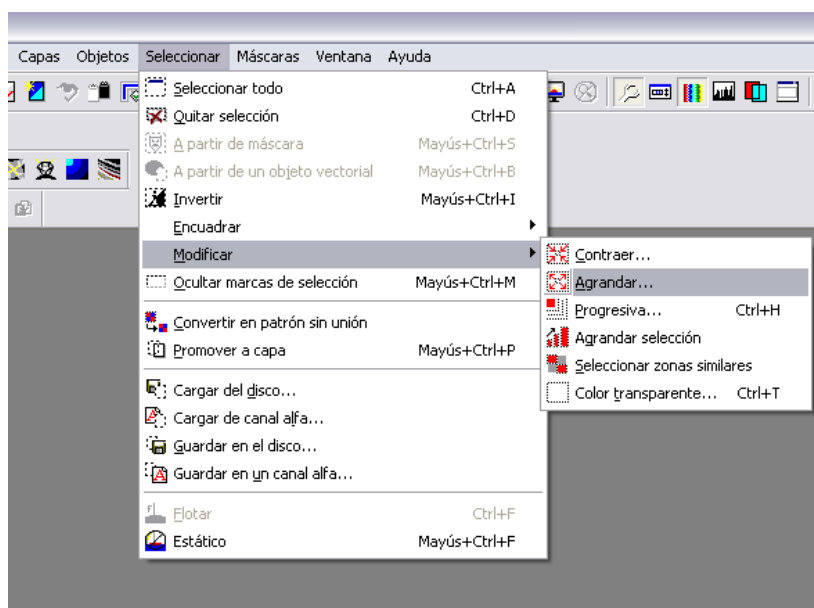 Capas Objetos Seleccionar Máscaras Ventana Ayuda
Seleccionar todo Ctrl+A
Quitar selección Ctrl+D
A partir de máscara Mayús+Ctrl+S
A partir de un objeto vectorial Mayús+Ctrl+B
Invertir Mayús+Ctrl+I
Encuadrar
Modificar
Ocultar marcas de selección Mayús+Ctrl+M
Convertir en patrón sin unión
Promover a capa Mayús+Ctrl+P
Cargar del disco...
Cargar de canal alfa...
Guardar en el disco...
Guardar en un canal alfa...
Flotar Ctrl+F
Estático Mayús+Ctrl+F
Contraer...
Agrandar...
Progresiva... Ctrl+H
Agrandar selección
Seleccionar zonas similares
Color transparente... Ctrl+T